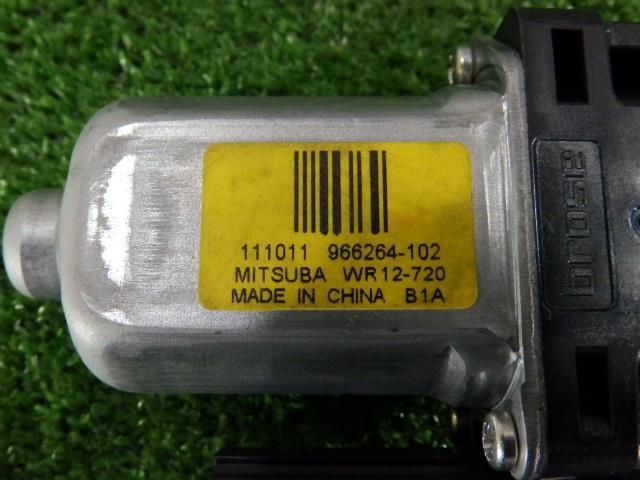 111011 966264-102
MITSUBA WR12-720
MADE IN CHINA B1A
brose